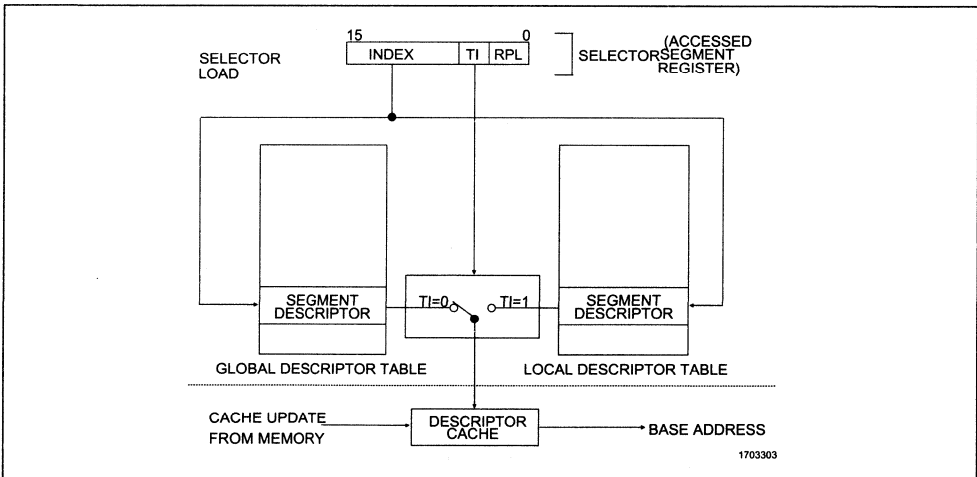 15 0
INDEX TI RPL
SELECTOR
LOAD
SELECTOR
(ACCESSED
SEGMENT
REGISTER)
TI=0 TI=1
SEGMENT
DESCRIPTOR
SEGMENT
DESCRIPTOR
GLOBAL DESCRIPTOR TABLE
LOCAL DESCRIPTOR TABLE
CACHE UPDATE
FROM MEMORY
DESCRIPTOR
CACHE
BASE ADDRESS
1703303